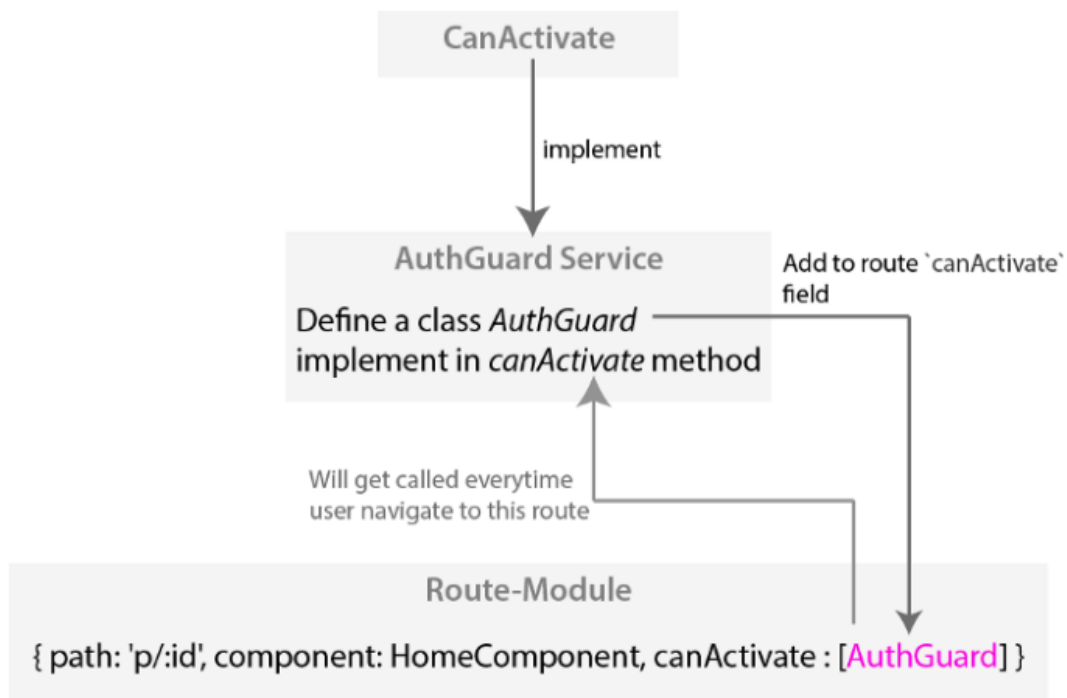 CanActivate
implement
AuthGuard Service
Define a class AuthGuard
implement in canActivate method
Add to route `canActivate`
field
Will get called everytime
user navigate to this route
Route-Module
{ path: 'p/:id', component: HomeComponent, canActivate : [AuthGuard] }